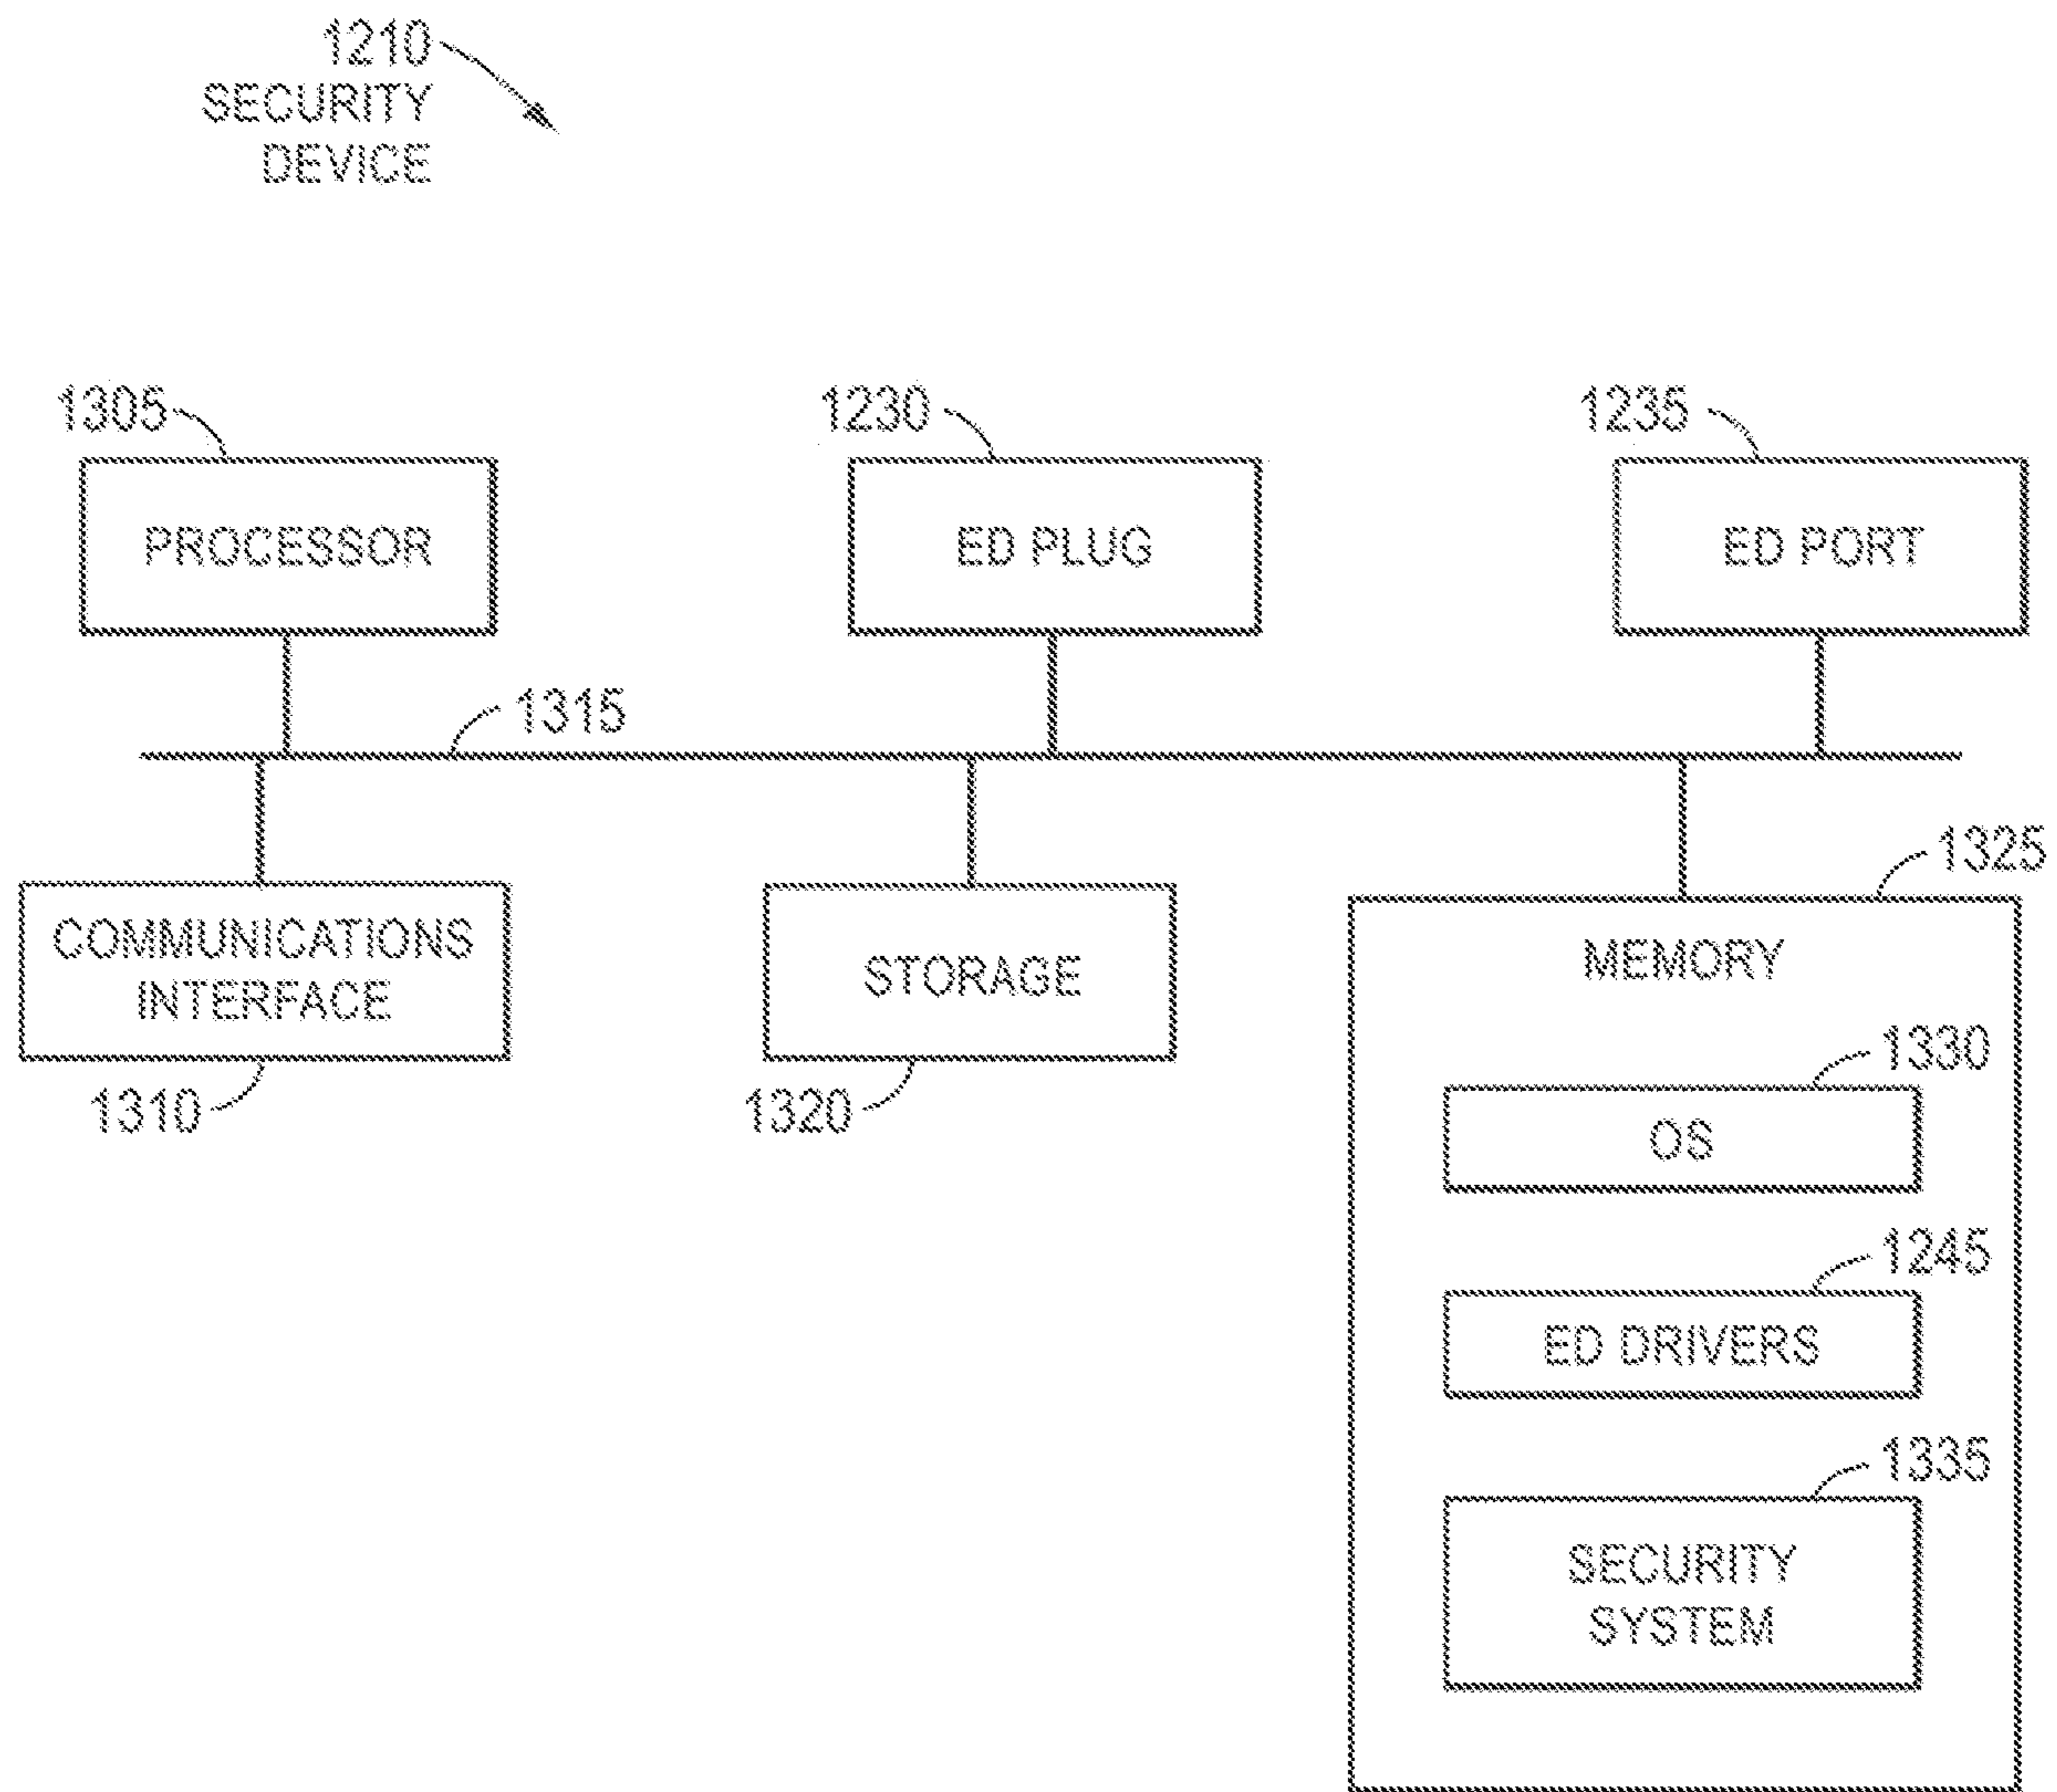 1210
SECURITY
DEVICE
1305
1230
1235
PROCESSOR
ED PLUG
ED PORT
1315
1325
COMMUNICATIONS
INTERFACE
STORAGE
MEMORY
1310
1320
1330
OS
1245
ED DRIVERS
1335
SECURITY
SYSTEM